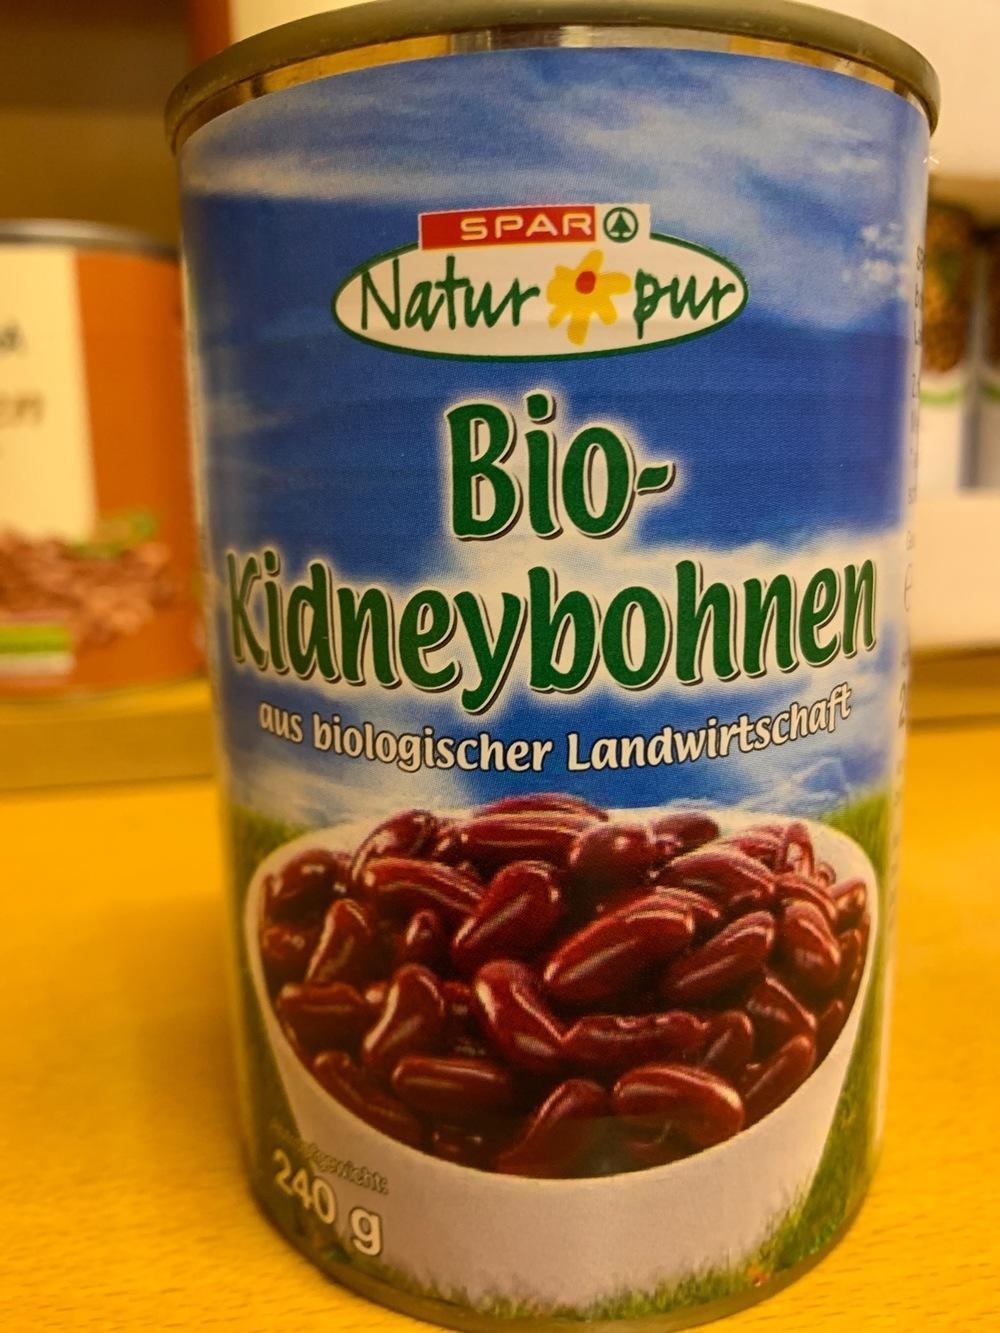 SPAR
Natur pur
Bio-
Kidneybohnen
aus biologischer Landwirtschaft
240 g